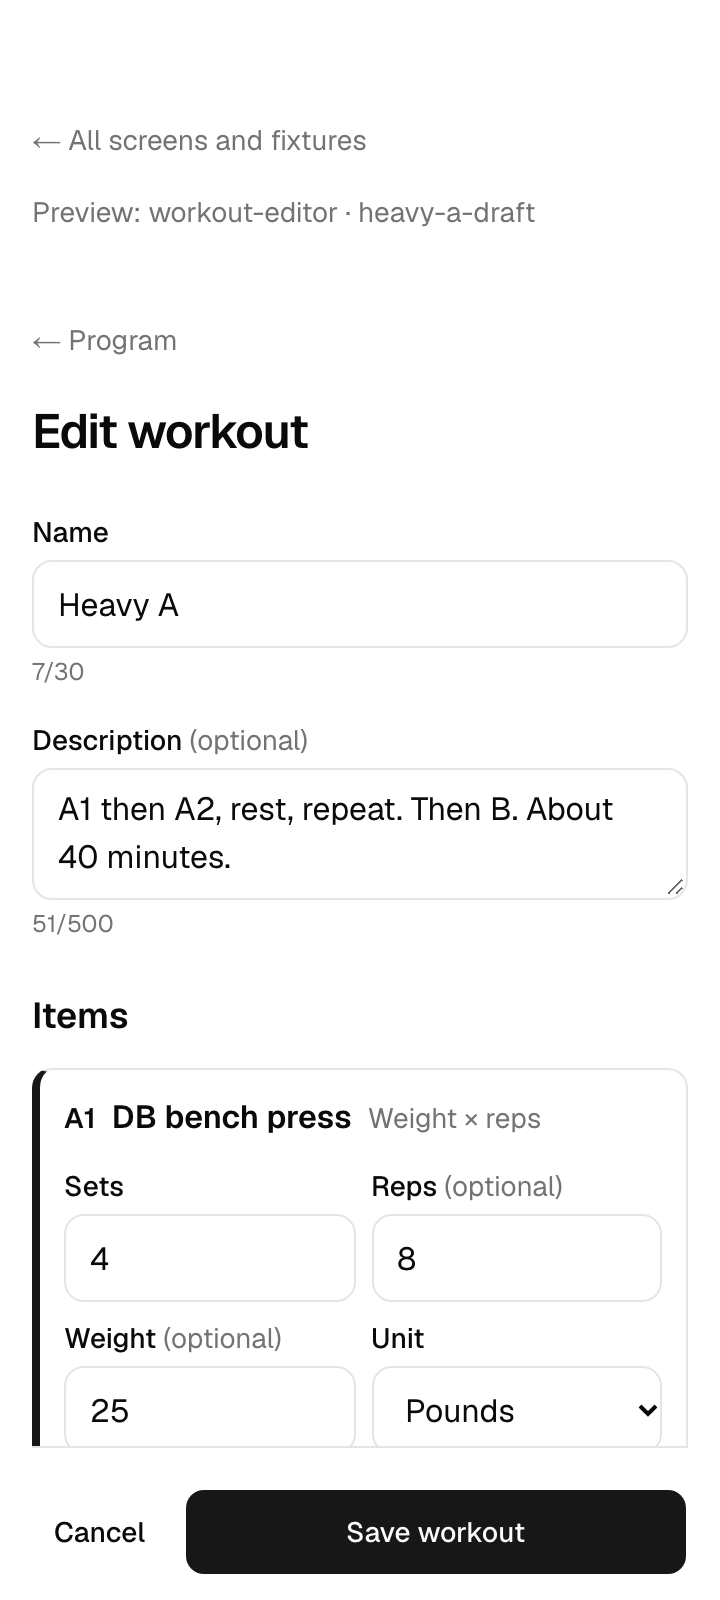 ← All screens and fixtures
Preview: workout-editor · heavy-a-draft
← Program
Edit workout
Name
Heavy A
7/30
Description (optional)
A1 then A2, rest, repeat. Then B. About
40 minutes.
51/500
Items
A1 DB bench press Weight × reps
Sets Reps (optional)
4 8
Weight (optional) Unit
25 Pounds
Cancel Save workout